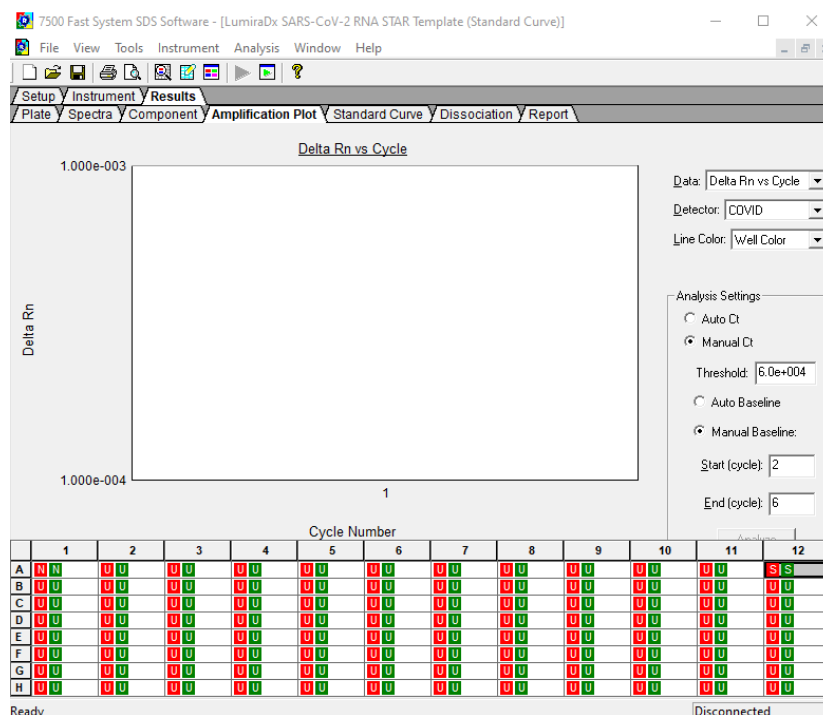 7500 Fast System SDS Software - [LumiraDx SARS-CoV-2 RNA STAR Template (Standard Curve)]
File View Tools Instrument Analysis Window Help
Setup Instrument Results
Plate Spectra Component Amplification Plot Standard Curve Dissociation Report
Delta Rn vs Cycle
1.000e-003
Data: Delta Rn vs Cycle
Detector: COVID
Line Color: Well Color
Analysis Settings
Auto Ct
Manual Ct
Delta Rn
Threshold: 6.0e+004
Auto Baseline
Manual Baseline:
Start (cycle): 2
1.000e-004
1
End (cycle): 6
Cycle Number
Analyze
1 2 3 4 5 6 7 8 9 10 11 12
A N N U U U U U U U U U U U U U U U U U U U U S S
B U U U U U U U U U U U U U U U U U U U U U U U U
C U U U U U U U U U U U U U U U U U U U U U U U U
D U U U U U U U U U U U U U U U U U U U U U U U U
E U U U U U U U U U U U U U U U U U U U U U U U U
F U U U U U U U U U U U U U U U U U U U U U U U U
G U U U U U U U U U U U U U U U U U U U U U U U U
H U U U U U U U U U U U U U U U U U U U U U U U U
Ready Disconnected